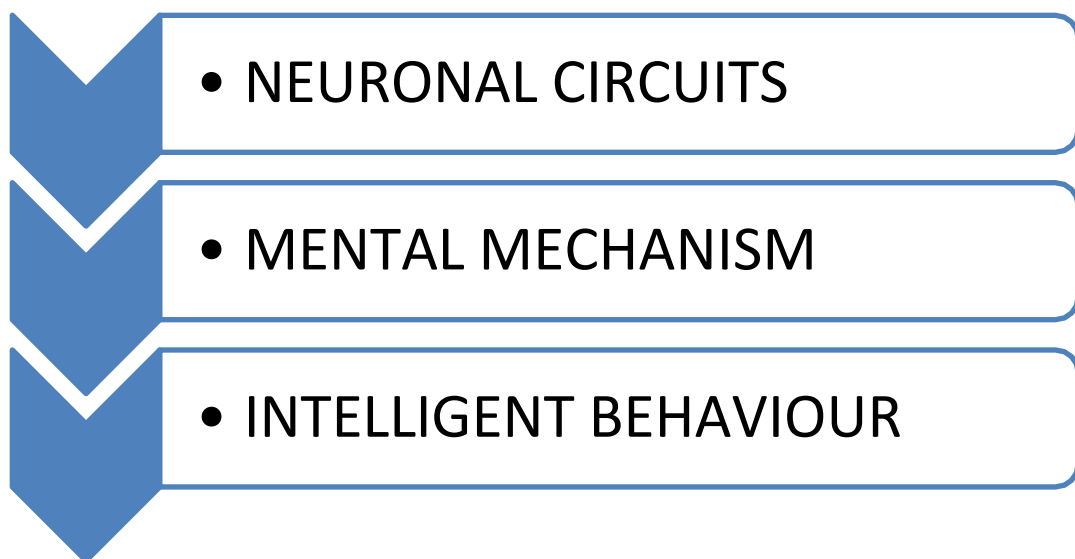 • NEURONAL CIRCUITS
• MENTAL MECHANISM
• INTELLIGENT BEHAVIOUR